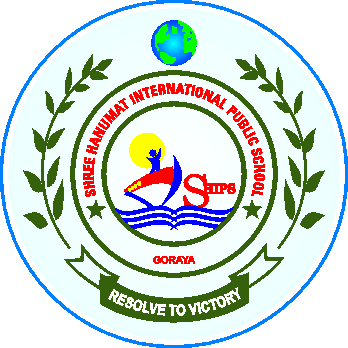 SHREE HANUMAT INTERNATIONAL PUBLIC SCHOOL
SHIPS
GORAYA
RESOLVE TO VICTORY